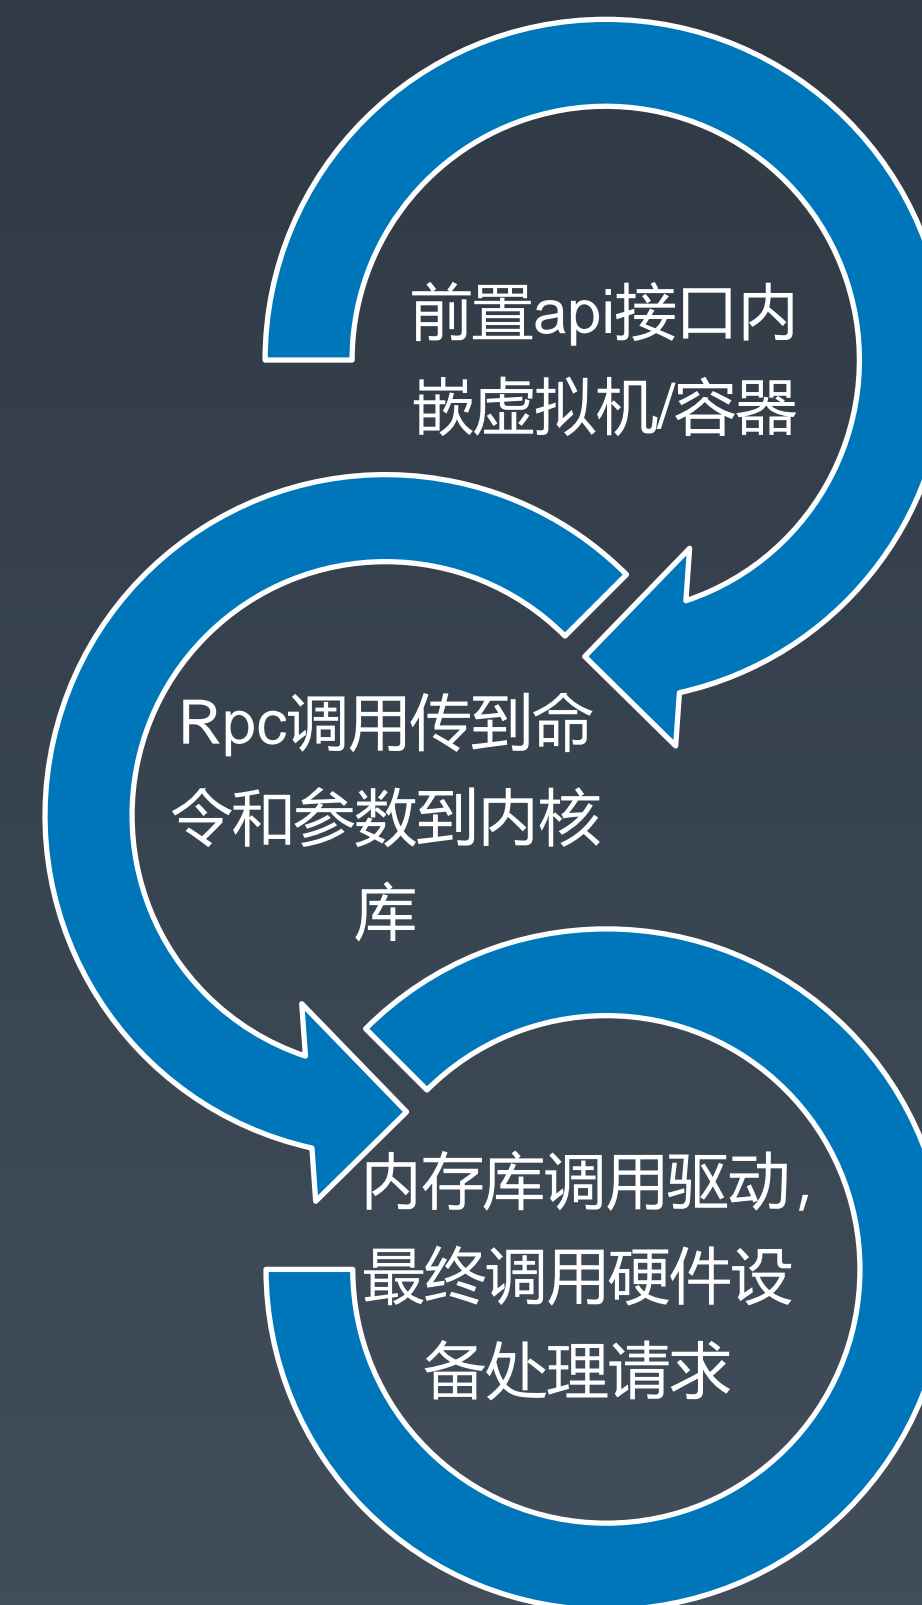 前置api接口内
嵌虚拟机/容器
Rpc调用传到命
令和参数到内核
库
内存库调用驱动，
最终调用硬件设
备处理请求